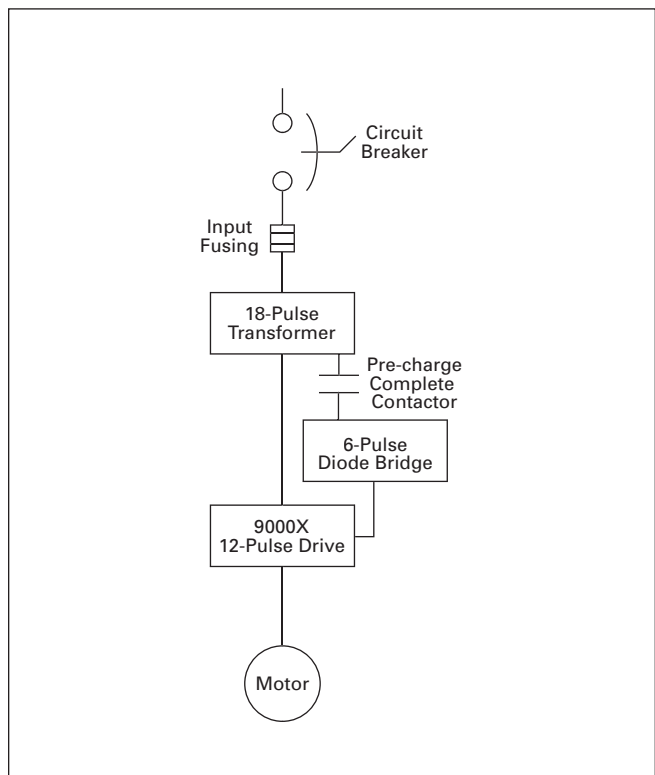 Circuit
Breaker
Input
Fusing
18-Pulse
Transformer
Pre-charge
Complete
Contactor
6-Pulse
Diode Bridge
9000X
12-Pulse Drive
Motor